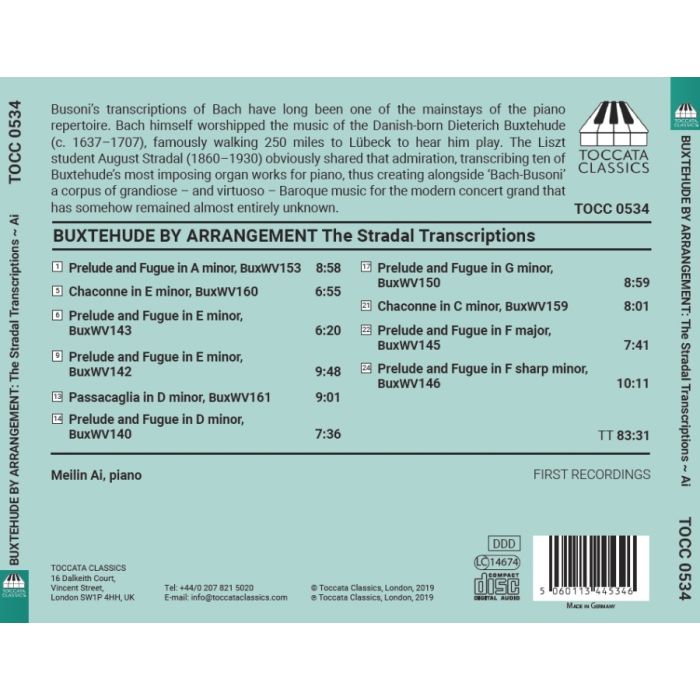 BUXTEHUDE BY ARRANGEMENT: The Stradal Transcriptions ~ Ai
TOCC 0534
TOCCATA CLASSICS
Busoni's transcriptions of Bach have long been one of the mainstays of the piano
repertoire. Bach himself worshipped the music of the Danish-born Dieterich Buxtehude
(c. 1637–1707), famously walking 250 miles to Lübeck to hear him play. The Liszt
student August Stradal (1860–1930) obviously shared that admiration, transcribing ten of
Buxtehude's most imposing organ works for piano, thus creating alongside 'Bach-Busoni'
a corpus of grandiose – and virtuoso – Baroque music for the modern concert grand that
has somehow remained almost entirely unknown.
TOCCATA
CLASSICS
TOCC 0534
BUXTEHUDE BY ARRANGEMENT The Stradal Transcriptions
1 Prelude and Fugue in A minor, BuxWV153 8:58
5 Chaconne in E minor, BuxWV160 6:55
6 Prelude and Fugue in E minor,
BuxWV143 6:20
9 Prelude and Fugue in E minor,
BuxWV142 9:48
13 Passacaglia in D minor, BuxWV161 9:01
14 Prelude and Fugue in D minor,
BuxWV140 7:36
17 Prelude and Fugue in G minor,
BuxWV150 8:59
21 Chaconne in C minor, BuxWV159 8:01
22 Prelude and Fugue in F major,
BuxWV145 7:41
24 Prelude and Fugue in F sharp minor,
BuxWV146 10:11
TT 83:31
Meilin Ai, piano
FIRST RECORDINGS
TOCCATA CLASSICS
16 Dalkeith Court,
Vincent Street,
London SW1P 4HH, UK
Tel: +44/0 207 821 5020
E-mail: info@toccataclassics.com
© Toccata Classics, London, 2019
℗ Toccata Classics, London, 2019
DDD
LC 14674
COMPACT
disc
DIGITAL AUDIO
5 060113 445346
MADE IN GERMANY
TOCCATA CLASSICS
BUXTEHUDE BY ARRANGEMENT: The Stradal Transcriptions ~ Ai
TOCC 0534